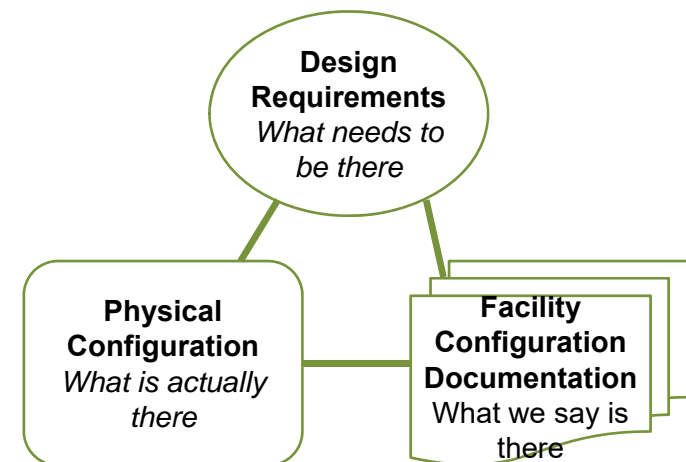 Design
Requirements
What needs to
be there
Physical
Configuration
What is actually
there
Facility
Configuration
Documentation
What we say is
there